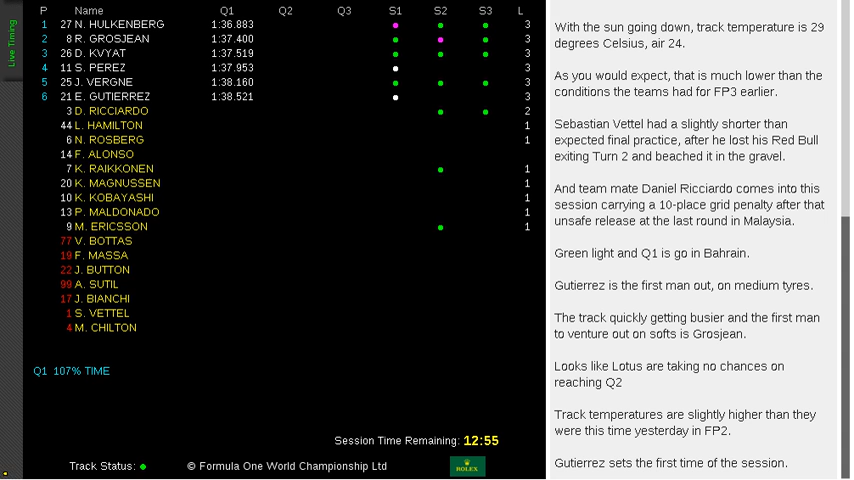 Live Timing
P Name Q1 Q2 Q3 S1 S2 S3 L
1 27 N. HULKENBERG 1:36.883 3
2 8 R. GROSJEAN 1:37.400 3
3 26 D. KVYAT 1:37.519 3
4 11 S. PEREZ 1:37.953 3
5 25 J. VERGNE 1:38.160 3
6 21 E. GUTIERREZ 1:38.521 3
3 D. RICCIARDO 2
44 L. HAMILTON 1
6 N. ROSBERG 1
14 F. ALONSO
7 K. RAIKKONEN 1
20 K. MAGNUSSEN 1
10 K. KOBAYASHI 1
13 P. MALDONADO 1
9 M. ERICSSON 1
77 V. BOTTAS
19 F. MASSA
22 J. BUTTON
99 A. SUTIL
17 J. BIANCHI
1 S. VETTEL
4 M. CHILTON
Q1 107% TIME
Session Time Remaining: 12:55
Track Status: © Formula One World Championship Ltd
ROLEX
With the sun going down, track temperature is 29
degrees Celsius, air 24.
As you would expect, that is much lower than the
conditions the teams had for FP3 earlier.
Sebastian Vettel had a slightly shorter than
expected final practice, after he lost his Red Bull
exiting Turn 2 and beached it in the gravel.
And team mate Daniel Ricciardo comes into this
session carrying a 10-place grid penalty after that
unsafe release at the last round in Malaysia.
Green light and Q1 is go in Bahrain.
Gutierrez is the first man out, on medium tyres.
The track quickly getting busier and the first man
to venture out on softs is Grosjean.
Looks like Lotus are taking no chances on
reaching Q2
Track temperatures are slightly higher than they
were this time yesterday in FP2.
Gutierrez sets the first time of the session.